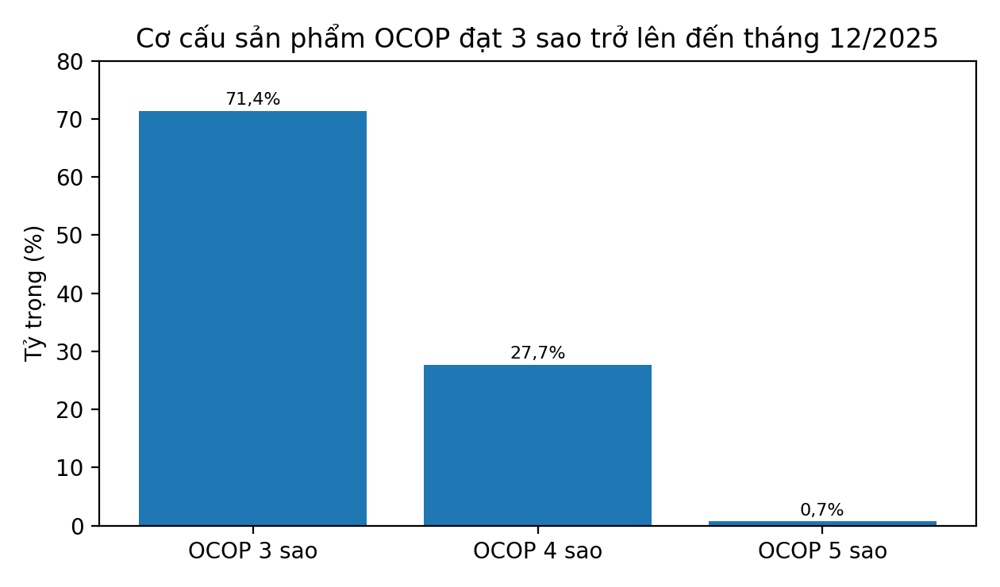 Cơ cấu sản phẩm OCOP đạt 3 sao trở lên đến tháng 12/2025
Tỷ trọng (%)
80
70
60
50
40
30
20
10
0
71,4%
27,7%
0,7%
OCOP 3 sao
OCOP 4 sao
OCOP 5 sao